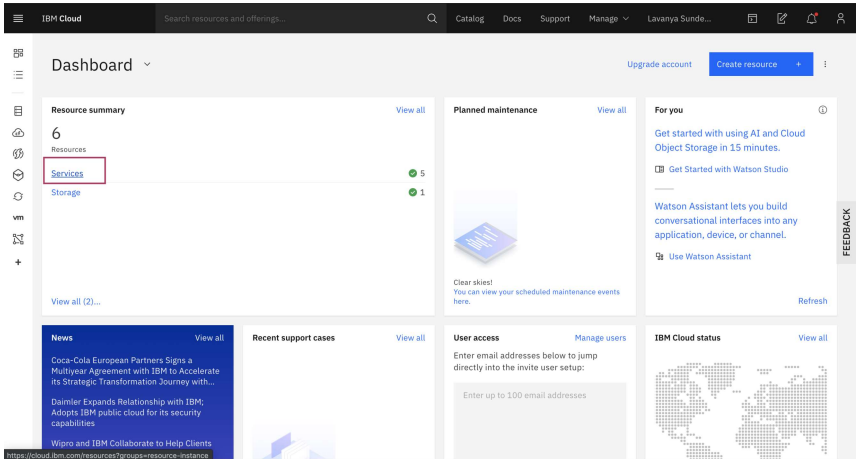 IBM Cloud
Search resources and offerings...
Catalog
Docs
Support
Manage
Lavanya Sunde...
Dashboard
Upgrade account
Create resource +
Resource summary
View all
6
Resources
Services
5
Storage
1
View all (2)...
Planned maintenance
View all
Clear skies!
You can view your scheduled maintenance events
here.
For you
Get started with using AI and Cloud
Object Storage in 15 minutes.
Get Started with Watson Studio
Watson Assistant lets you build
conversational interfaces into any
application, device, or channel.
Use Watson Assistant
Refresh
FEEDBACK
vm
News
View all
Coca-Cola European Partners Signs a
Multiyear Agreement with IBM to Accelerate
its Strategic Transformation Journey with...
Daimler Expands Relationship with IBM;
Adopts IBM public cloud for its security
capabilities
Wipro and IBM Collaborate to Help Clients
Recent support cases
View all
User access
Manage users
Enter email addresses below to jump
directly into the invite user setup:
Enter up to 100 email addresses
IBM Cloud status
View all
https://cloud.ibm.com/resources?groups=resource-instance